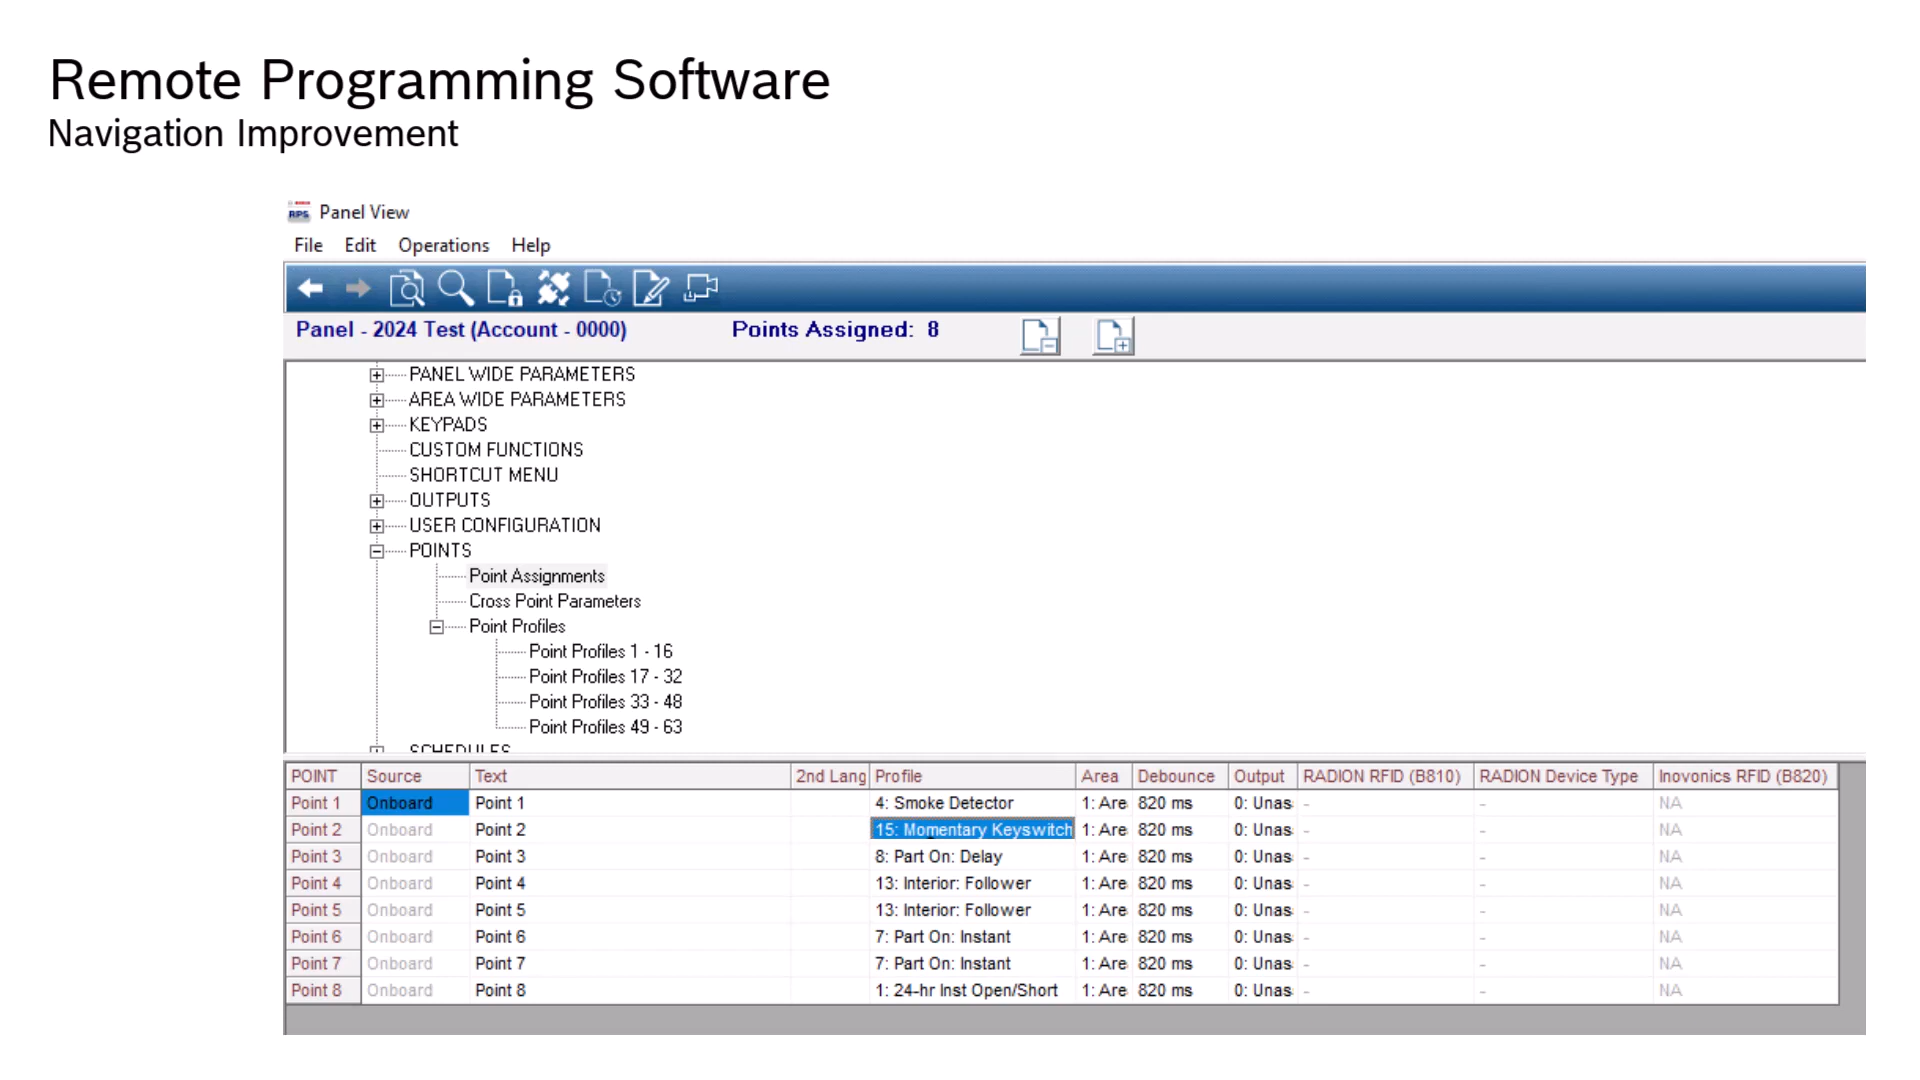 Remote Programming Software
Navigation Improvement
RPS Panel View
File Edit Operations Help
Panel - 2024 Test (Account - 0000) Points Assigned: 8
PANEL WIDE PARAMETERS
AREA WIDE PARAMETERS
KEYPADS
CUSTOM FUNCTIONS
SHORTCUT MENU
OUTPUTS
USER CONFIGURATION
POINTS
Point Assignments
Cross Point Parameters
Point Profiles
Point Profiles 1 - 16
Point Profiles 17 - 32
Point Profiles 33 - 48
Point Profiles 49 - 63
SCHEDULES
POINT Source Text 2nd Lang Profile Area Debounce Output RADION RFID (B810) RADION Device Type Inovonics RFID (B820)
Point 1 Onboard Point 1 4: Smoke Detector 1: Are 820 ms 0: Unas - - NA
Point 2 Onboard Point 2 15: Momentary Keyswitch 1: Are 820 ms 0: Unas - - NA
Point 3 Onboard Point 3 8: Part On: Delay 1: Are 820 ms 0: Unas - - NA
Point 4 Onboard Point 4 13: Interior: Follower 1: Are 820 ms 0: Unas - - NA
Point 5 Onboard Point 5 13: Interior: Follower 1: Are 820 ms 0: Unas - - NA
Point 6 Onboard Point 6 7: Part On: Instant 1: Are 820 ms 0: Unas - - NA
Point 7 Onboard Point 7 7: Part On: Instant 1: Are 820 ms 0: Unas - - NA
Point 8 Onboard Point 8 1: 24-hr Inst Open/Short 1: Are 820 ms 0: Unas - - NA